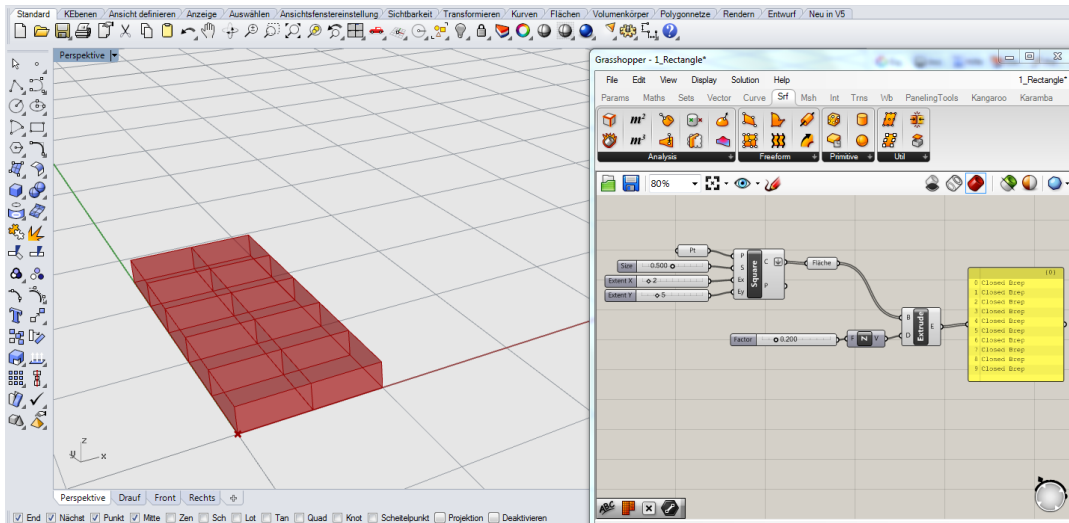 Standard KEbenen Ansicht definieren Anzeige Auswählen Ansichtsfenstereinstellung Sichtbarkeit Transformieren Kurven Flächen Volumenkörper Polygonnetze Rendern Entwurf Neu in V5
Perspektive
z
y
x
Perspektive Drauf Front Rechts
End Nächst Punkt Mitte Zen Sch Lot Tan Quad Knot Scheitelpunkt Projektion Deaktivieren
Grasshopper - 1_Rectangle*
File Edit View Display Solution Help 1_Rectangle*
Params Maths Sets Vector Curve Srf Msh Int Trns Wb PanelingTools Kangaroo Karamba
m²
m³
Analysis Freeform Primitive Util
80%
Pt
Size 0.500
Extent X 2
Extent Y 5
P
S
Ex
Ey
Square
C
P
Fläche
Factor 0.200
F Z V
B
D
Extrude
E
{0}
0 Closed Brep
1 Closed Brep
2 Closed Brep
3 Closed Brep
4 Closed Brep
5 Closed Brep
6 Closed Brep
7 Closed Brep
8 Closed Brep
9 Closed Brep
ABC